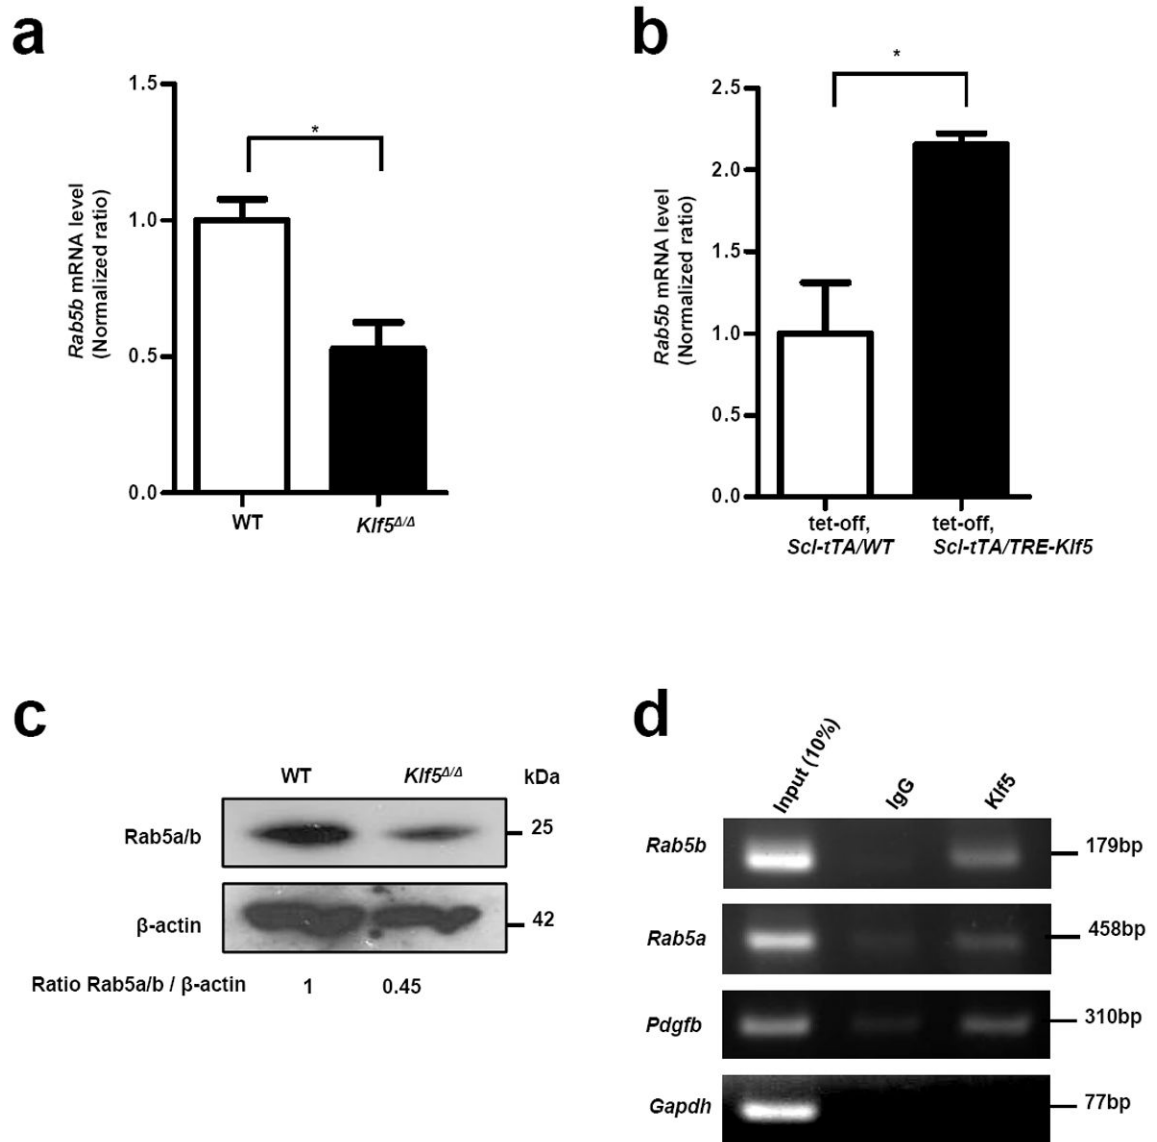 a
1.5
1.0
0.5
0.0
Rab5b mRNA level
(Normalized ratio)
*
WT
Klf5Δ/Δ
b
2.5
2.0
1.5
1.0
0.5
0.0
Rab5b mRNA level
(Normalized ratio)
*
tet-off,
Scl-tTA/WT
tet-off,
Scl-tTA/TRE-Klf5
c
WT Klf5Δ/Δ kDa
Rab5a/b 25
β-actin 42
Ratio Rab5a/b / β-actin 1 0.45
d
Input (10%) IgG Klf5
Rab5b 179bp
Rab5a 458bp
Pdgfb 310bp
Gapdh 77bp